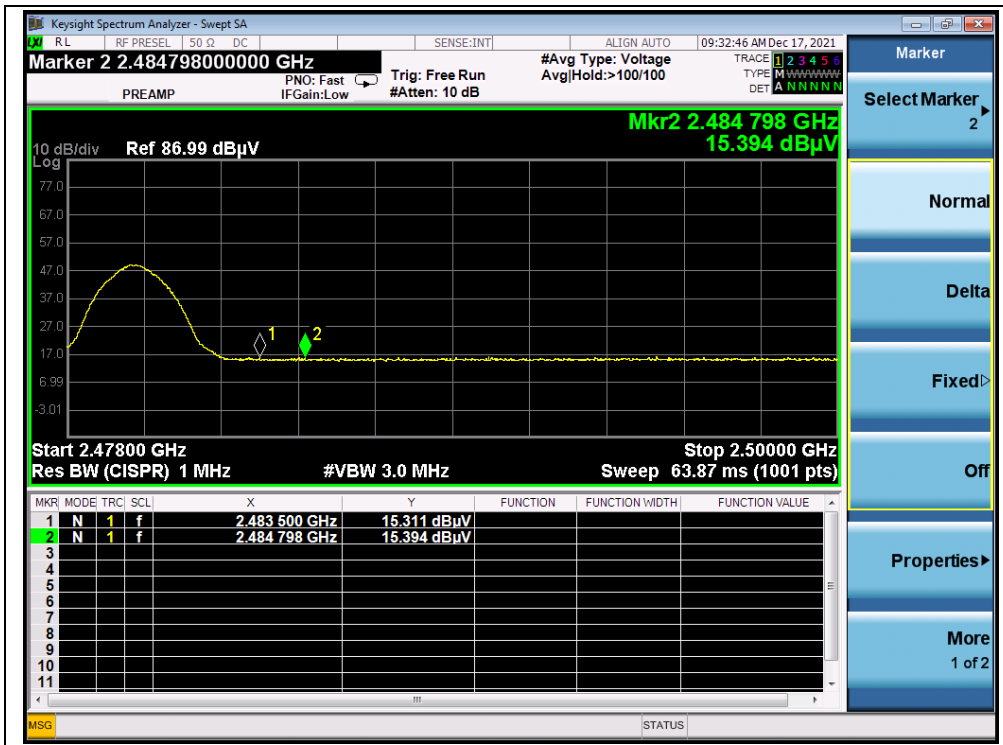 Keysight Spectrum Analyzer - Swept SA
LXI RL RF PRESEL 50 Ω DC SENSE:INT ALIGN AUTO 09:32:46 AM Dec 17, 2021
Marker 2 2.484798000000 GHz
PREAMP
PNO: Fast
IFGain:Low
Trig: Free Run
#Atten: 10 dB
#Avg Type: Voltage
Avg|Hold:>100/100
TRACE 1 2 3 4 5 6
TYPE M W W W W W
DET A N N N N N
Mkr2 2.484 798 GHz
15.394 dBµV
10 dB/div Ref 86.99 dBµV
Log
77.0
67.0
57.0
47.0
37.0
27.0
17.0
6.99
-3.01
1
2
Start 2.47800 GHz Stop 2.50000 GHz
Res BW (CISPR) 1 MHz #VBW 3.0 MHz Sweep 63.87 ms (1001 pts)
MKR MODE TRC SCL X Y FUNCTION FUNCTION WIDTH FUNCTION VALUE
1 N 1 f 2.483 500 GHz 15.311 dBµV
2 N 1 f 2.484 798 GHz 15.394 dBµV
3
4
5
6
7
8
9
10
11
MSG STATUS
Marker
Select Marker
2
Normal
Delta
Fixed
Off
Properties
More
1 of 2